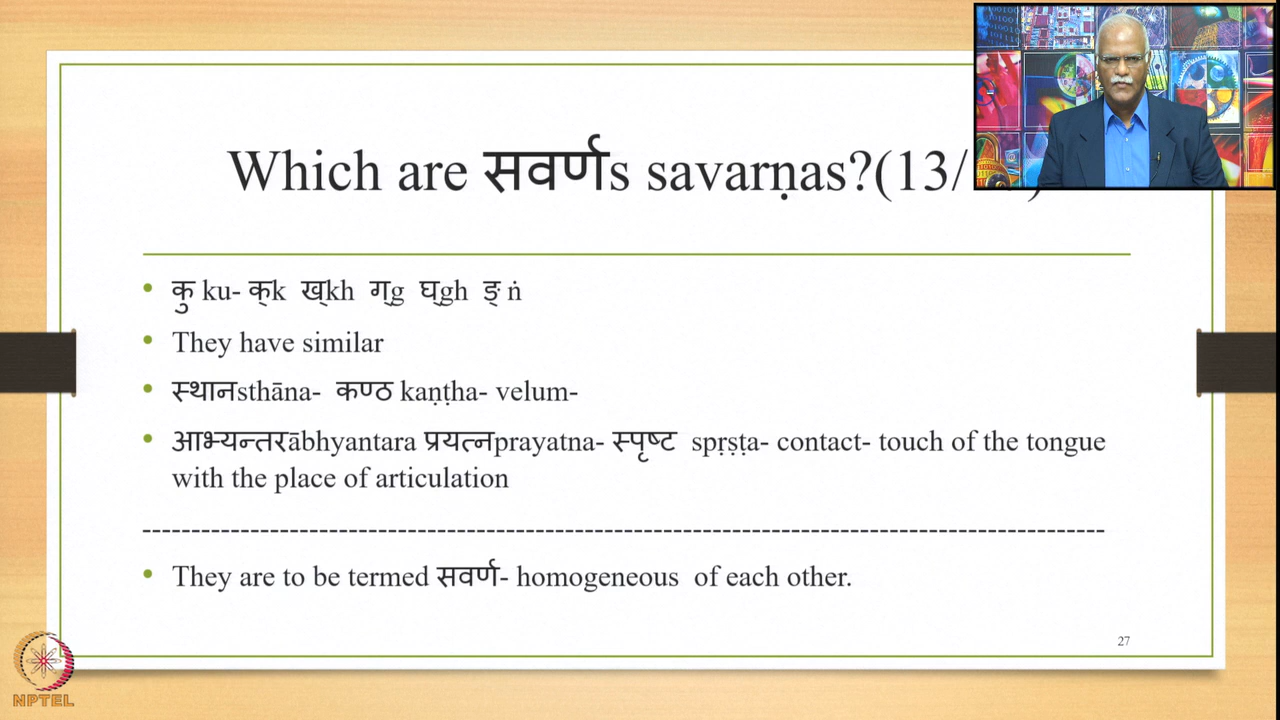 Which are सवर्णs savarṇas?(13/
कु ku- क्k ख्kh ग्g घ्gh ङ् ṅ
They have similar
स्थानsthāna- कण्ठ kaṇṭha- velum-
आभ्यन्तरābhyantara प्रयत्नprayatna- स्पृष्ट spṛṣṭa- contact- touch of the tongue
with the place of articulation
--------------------------------------------------------------------------------------------
They are to be termed सवर्ण- homogeneous of each other.
27
NPTEL